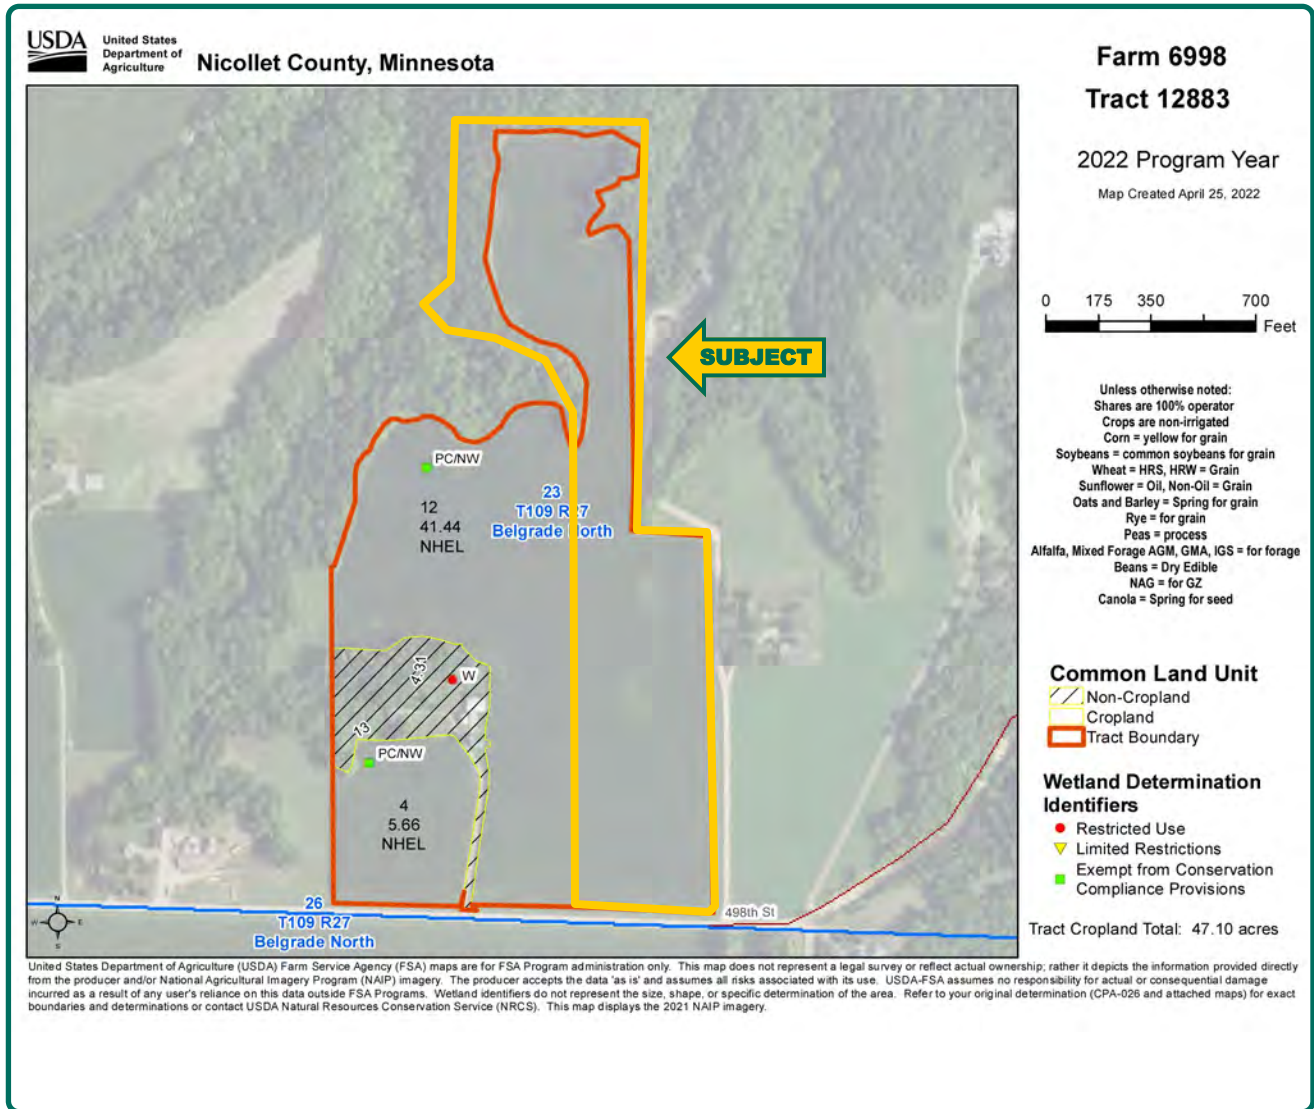 USDA
United States
Department of
Agriculture
Nicollet County, Minnesota
Farm 6998
Tract 12883
2022 Program Year
Map Created April 25, 2022
0 175 350 700
Feet
SUBJECT
Unless otherwise noted:
Shares are 100% operator
Crops are non-irrigated
Corn = yellow for grain
Soybeans = common soybeans for grain
Wheat = HRS, HRW = Grain
Sunflower = Oil, Non-Oil = Grain
Oats and Barley = Spring for grain
Rye = for grain
Peas = process
Alfalfa, Mixed Forage AGM, GMA, IGS = for forage
Beans = Dry Edible
NAG = for GZ
Canola = Spring for seed
PC/NW
12
41.44
NHEL
23
T109 R27
Belgrade North
4.31
W
13
PC/NW
4
5.66
NHEL
26
T109 R27
Belgrade North
498th St
N
W E
S
Common Land Unit
Non-Cropland
Cropland
Tract Boundary
Wetland Determination
Identifiers
Restricted Use
Limited Restrictions
Exempt from Conservation
Compliance Provisions
Tract Cropland Total: 47.10 acres
United States Department of Agriculture (USDA) Farm Service Agency (FSA) maps are for FSA Program administration only. This map does not represent a legal survey or reflect actual ownership; rather it depicts the information provided directly
from the producer and/or National Agricultural Imagery Program (NAIP) imagery. The producer accepts the data 'as is' and assumes all risks associated with its use. USDA-FSA assumes no responsibility for actual or consequential damage
incurred as a result of any user's reliance on this data outside FSA Programs. Wetland identifiers do not represent the size, shape, or specific determination of the area. Refer to your original determination (CPA-026 and attached maps) for exact
boundaries and determinations or contact USDA Natural Resources Conservation Service (NRCS). This map displays the 2021 NAIP imagery.